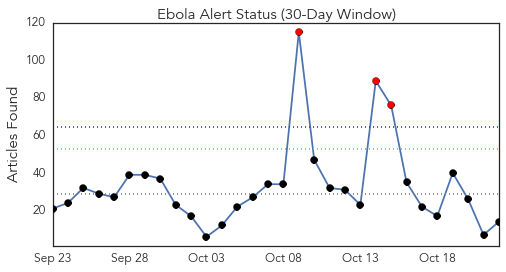 Ebola Alert Status (30-Day Window)
Articles Found
120
100
80
60
40
20
Sep 23 Sep 28 Oct 03 Oct 08 Oct 13 Oct 18